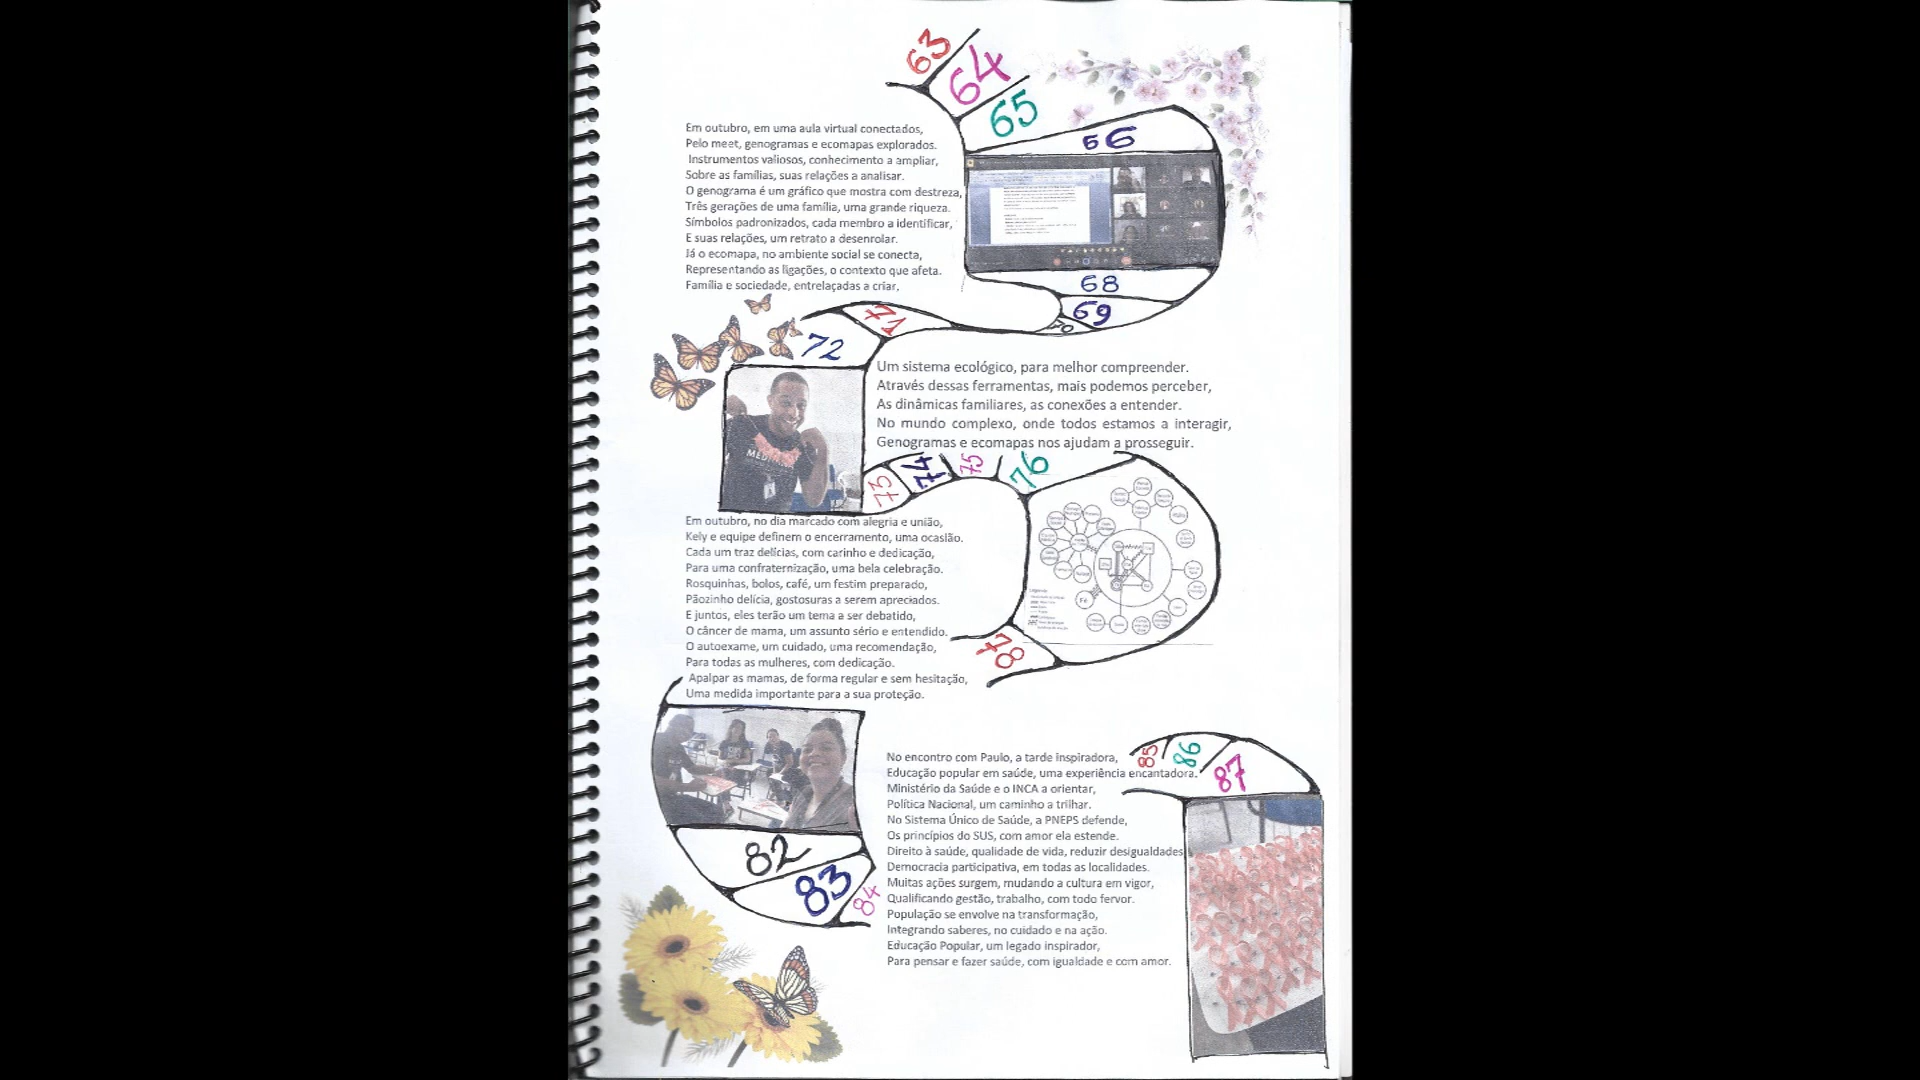 63
64
65
66
Em outubro, em uma aula virtual conectados,
Pelo meet, genogramas e ecomapas explorados.
Instrumentos valiosos, conhecimento a ampliar,
Sobre as famílias, suas relações a analisar.
O genograma é um gráfico que mostra com destreza,
Três gerações de uma família, uma grande riqueza.
Símbolos padronizados, cada membro a identificar,
E suas relações, um retrato a desenrolar.
Já o ecomapa, no ambiente social se conecta,
Representando as ligações, o contexto que afeta.
Família e sociedade, entrelaçadas a criar,
68
69
70
71
72
Um sistema ecológico, para melhor compreender.
Através dessas ferramentas, mais podemos perceber,
As dinâmicas familiares, as conexões a entender.
No mundo complexo, onde todos estamos a interagir,
Genogramas e ecomapas nos ajudam a prosseguir.
73
74
75
76
Em outubro, no dia marcado com alegria e união,
Kely e equipe definem o encerramento, uma ocasião.
Cada um traz delícias, com carinho e dedicação,
Para uma confraternização, uma bela celebração.
Rosquinhas, bolos, café, um festim preparado,
Pãozinho delícia, gostosuras a serem apreciados.
E juntos, eles terão um tema a ser debatido,
O câncer de mama, um assunto sério e entendido.
O autoexame, um cuidado, uma recomendação,
Para todas as mulheres, com dedicação.
Apalpar as mamas, de forma regular e sem hesitação,
Uma medida importante para a sua proteção.
Fé
78
82
83
84
85
86
87
No encontro com Paulo, a tarde inspiradora,
Educação popular em saúde, uma experiência encantadora.
Ministério da Saúde e o INCA a orientar,
Política Nacional, um caminho a trilhar.
No Sistema Único de Saúde, a PNEPS defende,
Os princípios do SUS, com amor ela estende.
Direito à saúde, qualidade de vida, reduzir desigualdades
Democracia participativa, em todas as localidades.
Muitas ações surgem, mudando a cultura em vigor,
Qualificando gestão, trabalho, com todo fervor.
População se envolve na transformação,
Integrando saberes, no cuidado e na ação.
Educação Popular, um legado inspirador,
Para pensar e fazer saúde, com igualdade e com amor.